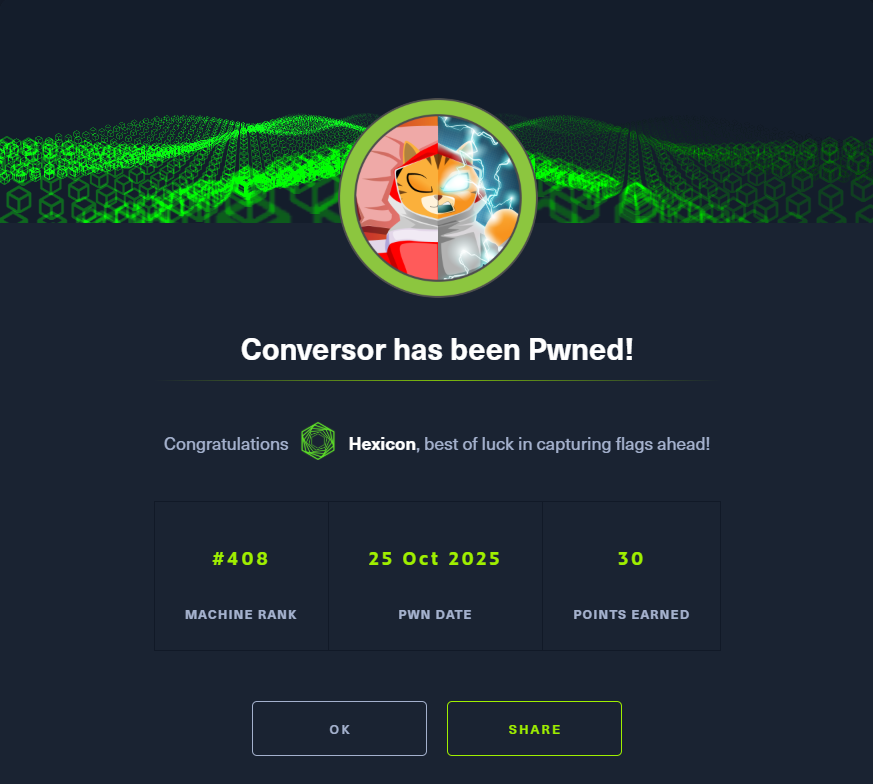 Conversor has been Pwned!
Congratulations Hexicon, best of luck in capturing flags ahead!
#408 25 Oct 2025 30
MACHINE RANK PWN DATE POINTS EARNED
OK SHARE